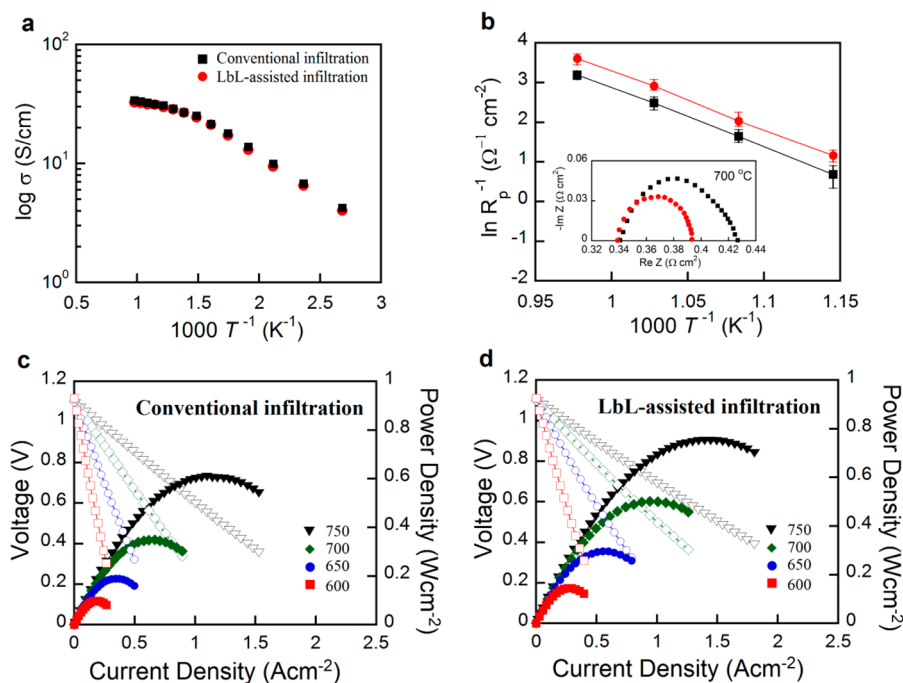 a
10²
10¹
10⁰
log σ (S/cm)
Conventional infiltration
LbL-assisted infiltration
0.5 1 1.5 2 2.5 3
1000 T⁻¹ (K⁻¹)
b
4
3
2
1
0
-1
-2
ln Rp⁻¹ (Ω⁻¹ cm⁻²)
700 °C
0.06
0.03
0
-Im Z (Ω cm²)
0.32 0.34 0.36 0.38 0.4 0.42 0.44
Re Z (Ω cm²)
0.95 1 1.05 1.1 1.15
1000 T⁻¹ (K⁻¹)
c
Conventional infiltration
1.2
1
0.8
0.6
0.4
0.2
0
Voltage (V)
750
700
650
600
1
0.8
0.6
0.4
0.2
0
Power Density (Wcm⁻²)
0 0.5 1 1.5 2 2.5
Current Density (Acm⁻²)
d
LbL-assisted infiltration
1.2
1
0.8
0.6
0.4
0.2
0
Voltage (V)
750
700
650
600
1
0.8
0.6
0.4
0.2
0
Power Density (Wcm⁻²)
0 0.5 1 1.5 2 2.5
Current Density (Acm⁻²)